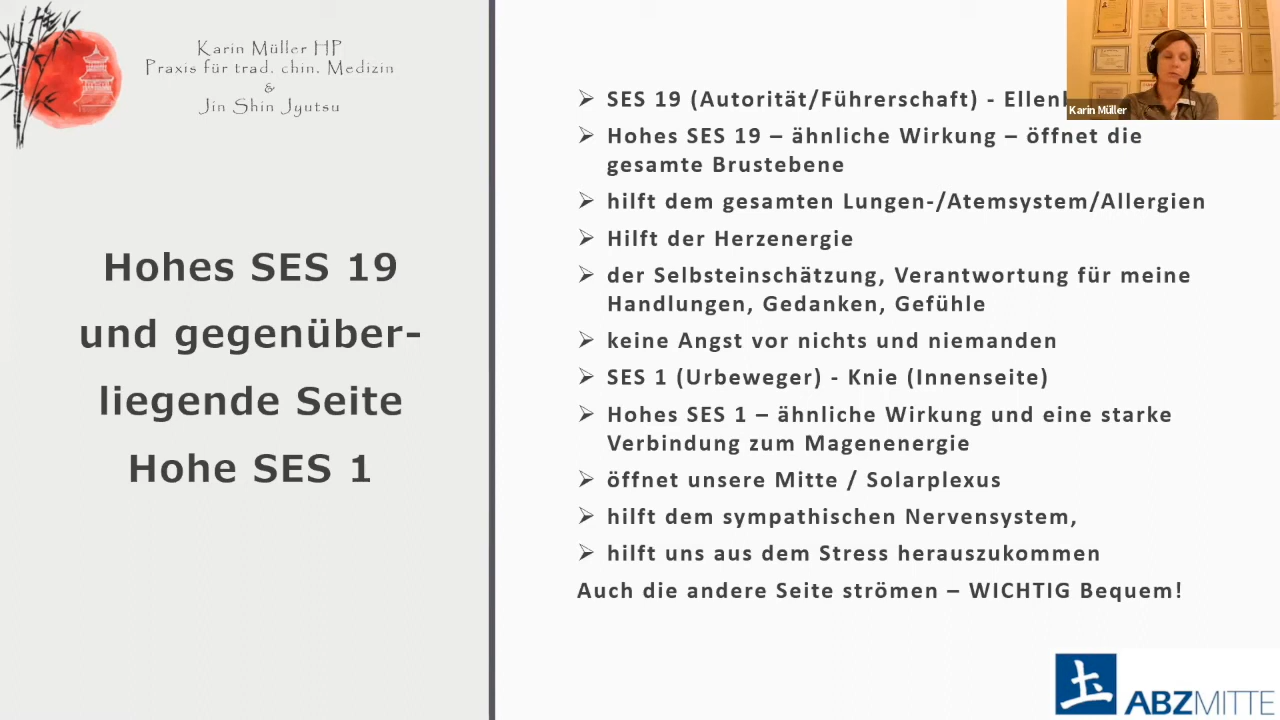 Karin Müller HP
Praxis für trad. chin. Medizin
&
Jin Shin Jyutsu
Hohes SES 19
und gegenüber-
liegende Seite
Hohe SES 1
➢ SES 19 (Autorität/Führerschaft) -
➢ Hohes SES 19 – ähnliche Wirkung – öffnet die
gesamte Brustebene
➢ hilft dem gesamten Lungen-/Atemsystem/Allergien
➢ Hilft der Herzenergie
➢ der Selbsteinschätzung, Verantwortung für meine
Handlungen, Gedanken, Gefühle
➢ keine Angst vor nichts und niemanden
➢ SES 1 (Urbeweger) - Knie (Innenseite)
➢ Hohes SES 1 – ähnliche Wirkung und eine starke
Verbindung zum Magenenergie
➢ öffnet unsere Mitte / Solarplexus
➢ hilft dem sympathischen Nervensystem,
➢ hilft uns aus dem Stress herauszukommen
Auch die andere Seite strömen – WICHTIG Bequem!
Karin Müller
ABZMITTE